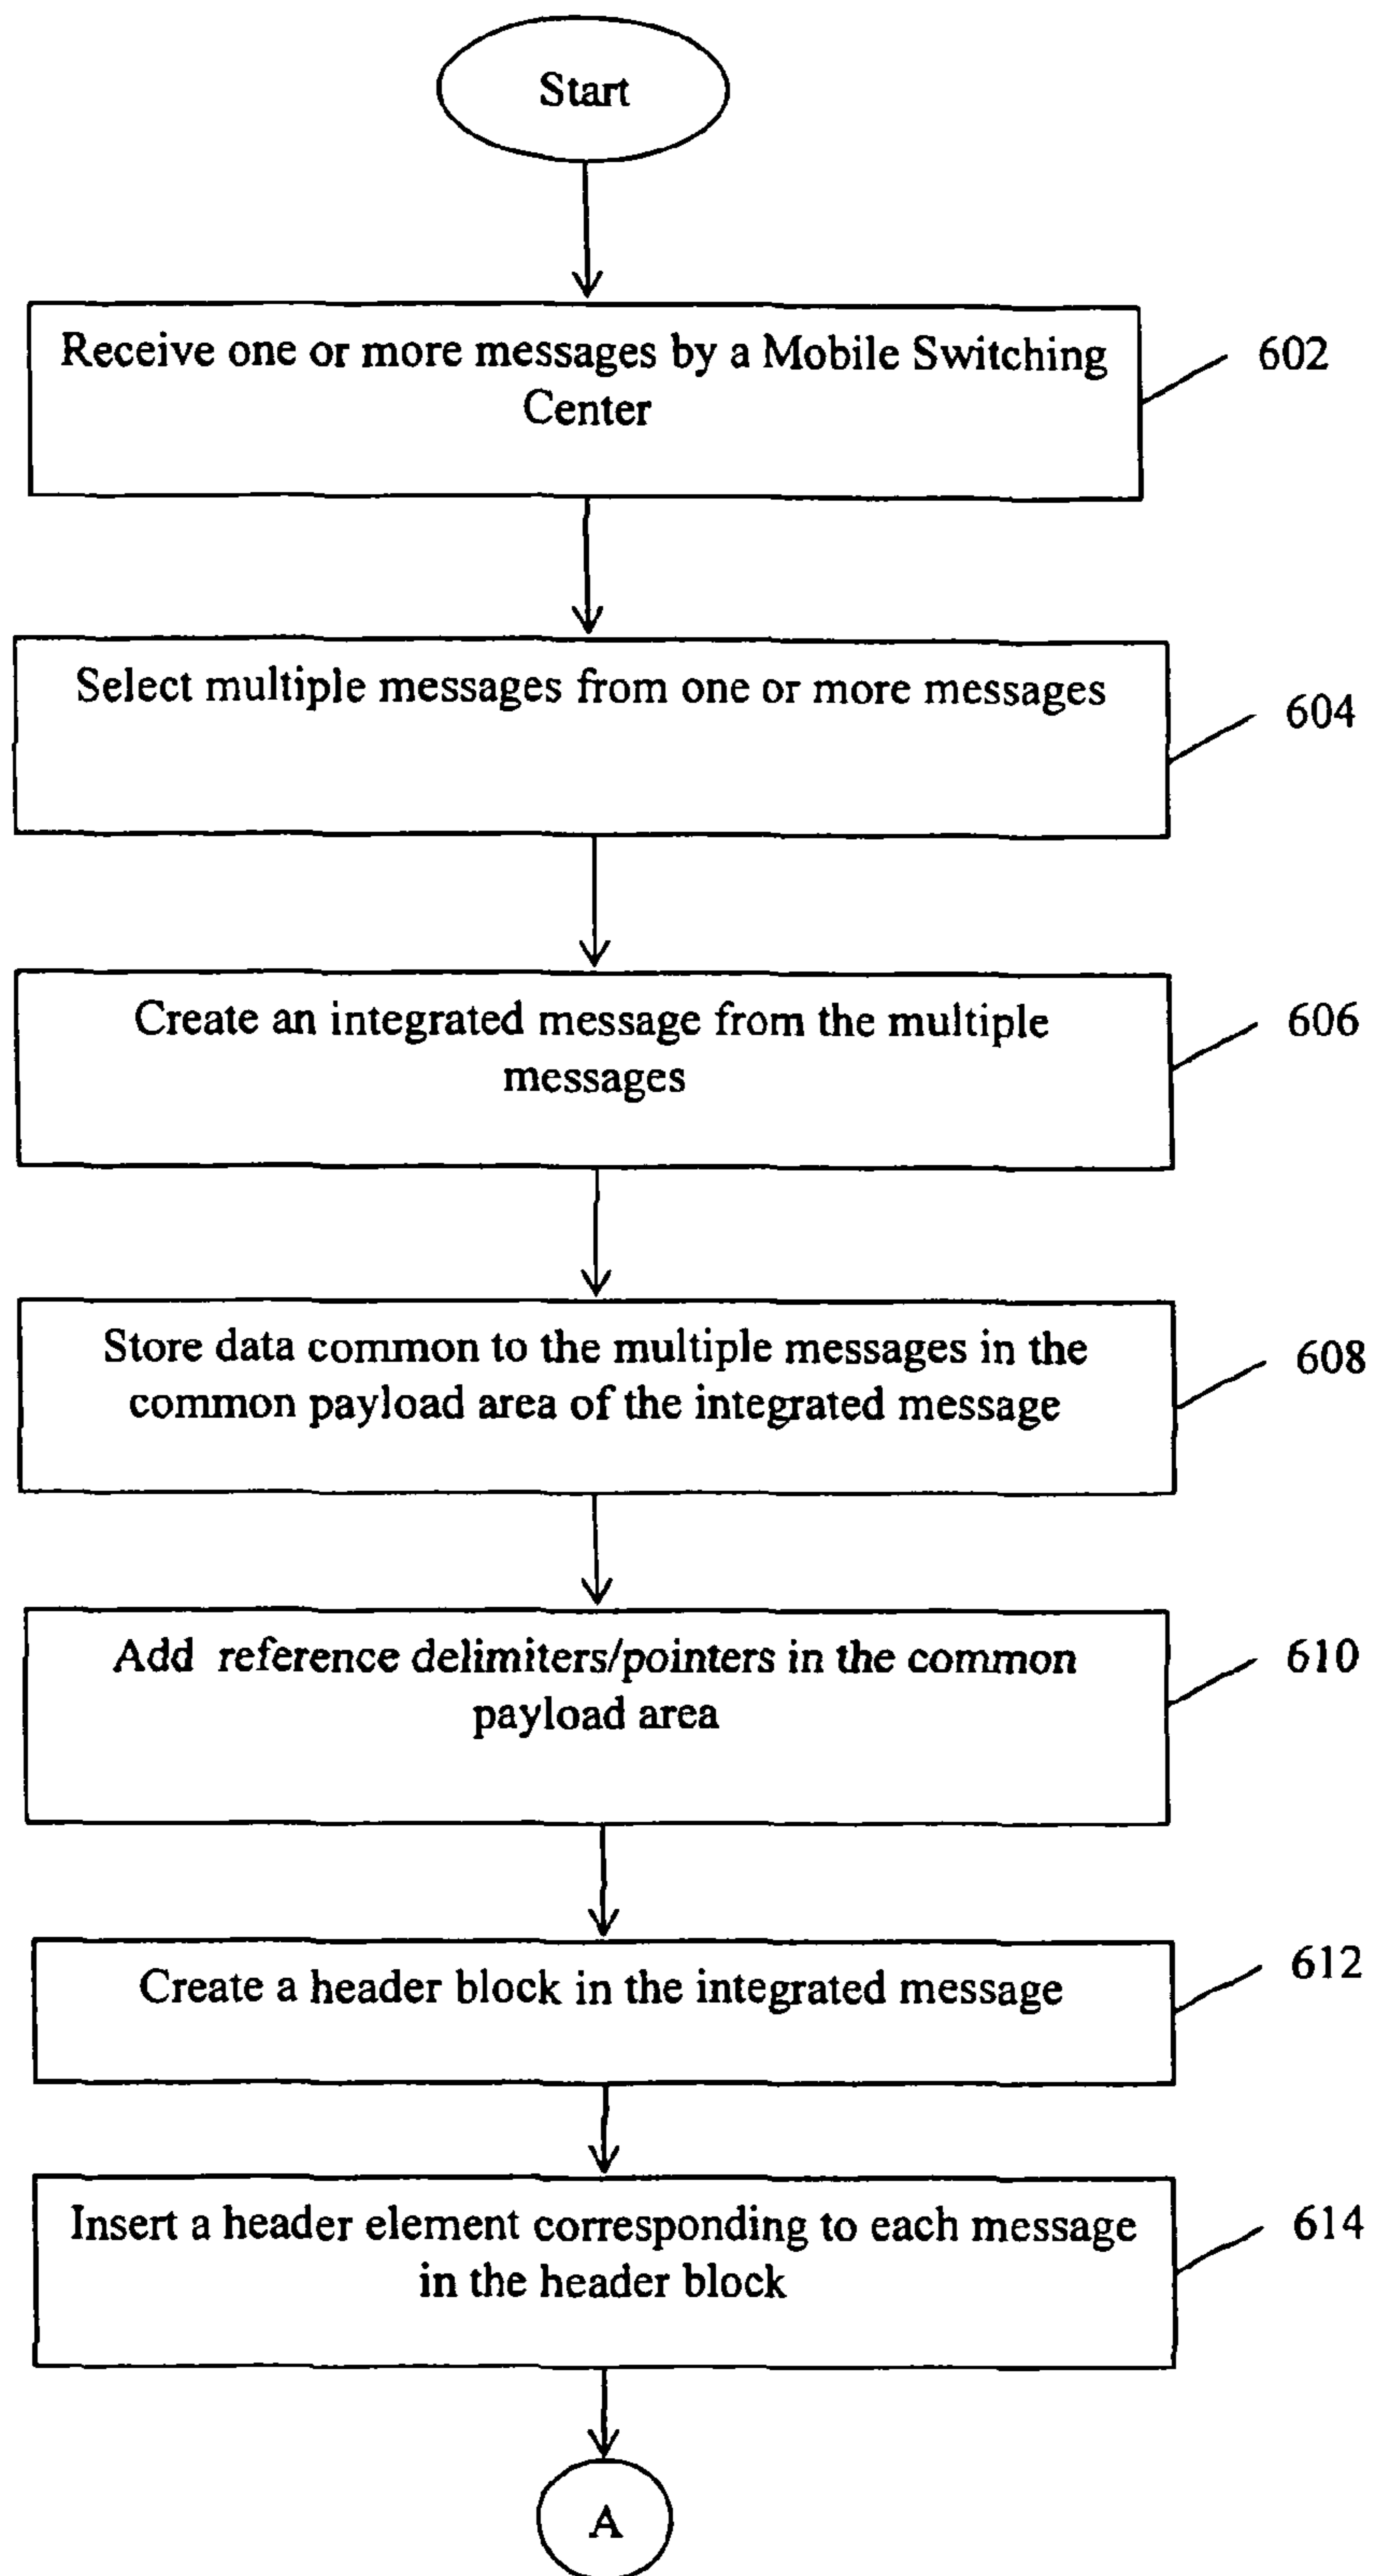 Start
Receive one or more messages by a Mobile Switching
Center
602
Select multiple messages from one or more messages
604
Create an integrated message from the multiple
messages
606
Store data common to the multiple messages in the
common payload area of the integrated message
608
Add reference delimiters/pointers in the common
payload area
610
Create a header block in the integrated message
612
Insert a header element corresponding to each message
in the header block
614
A